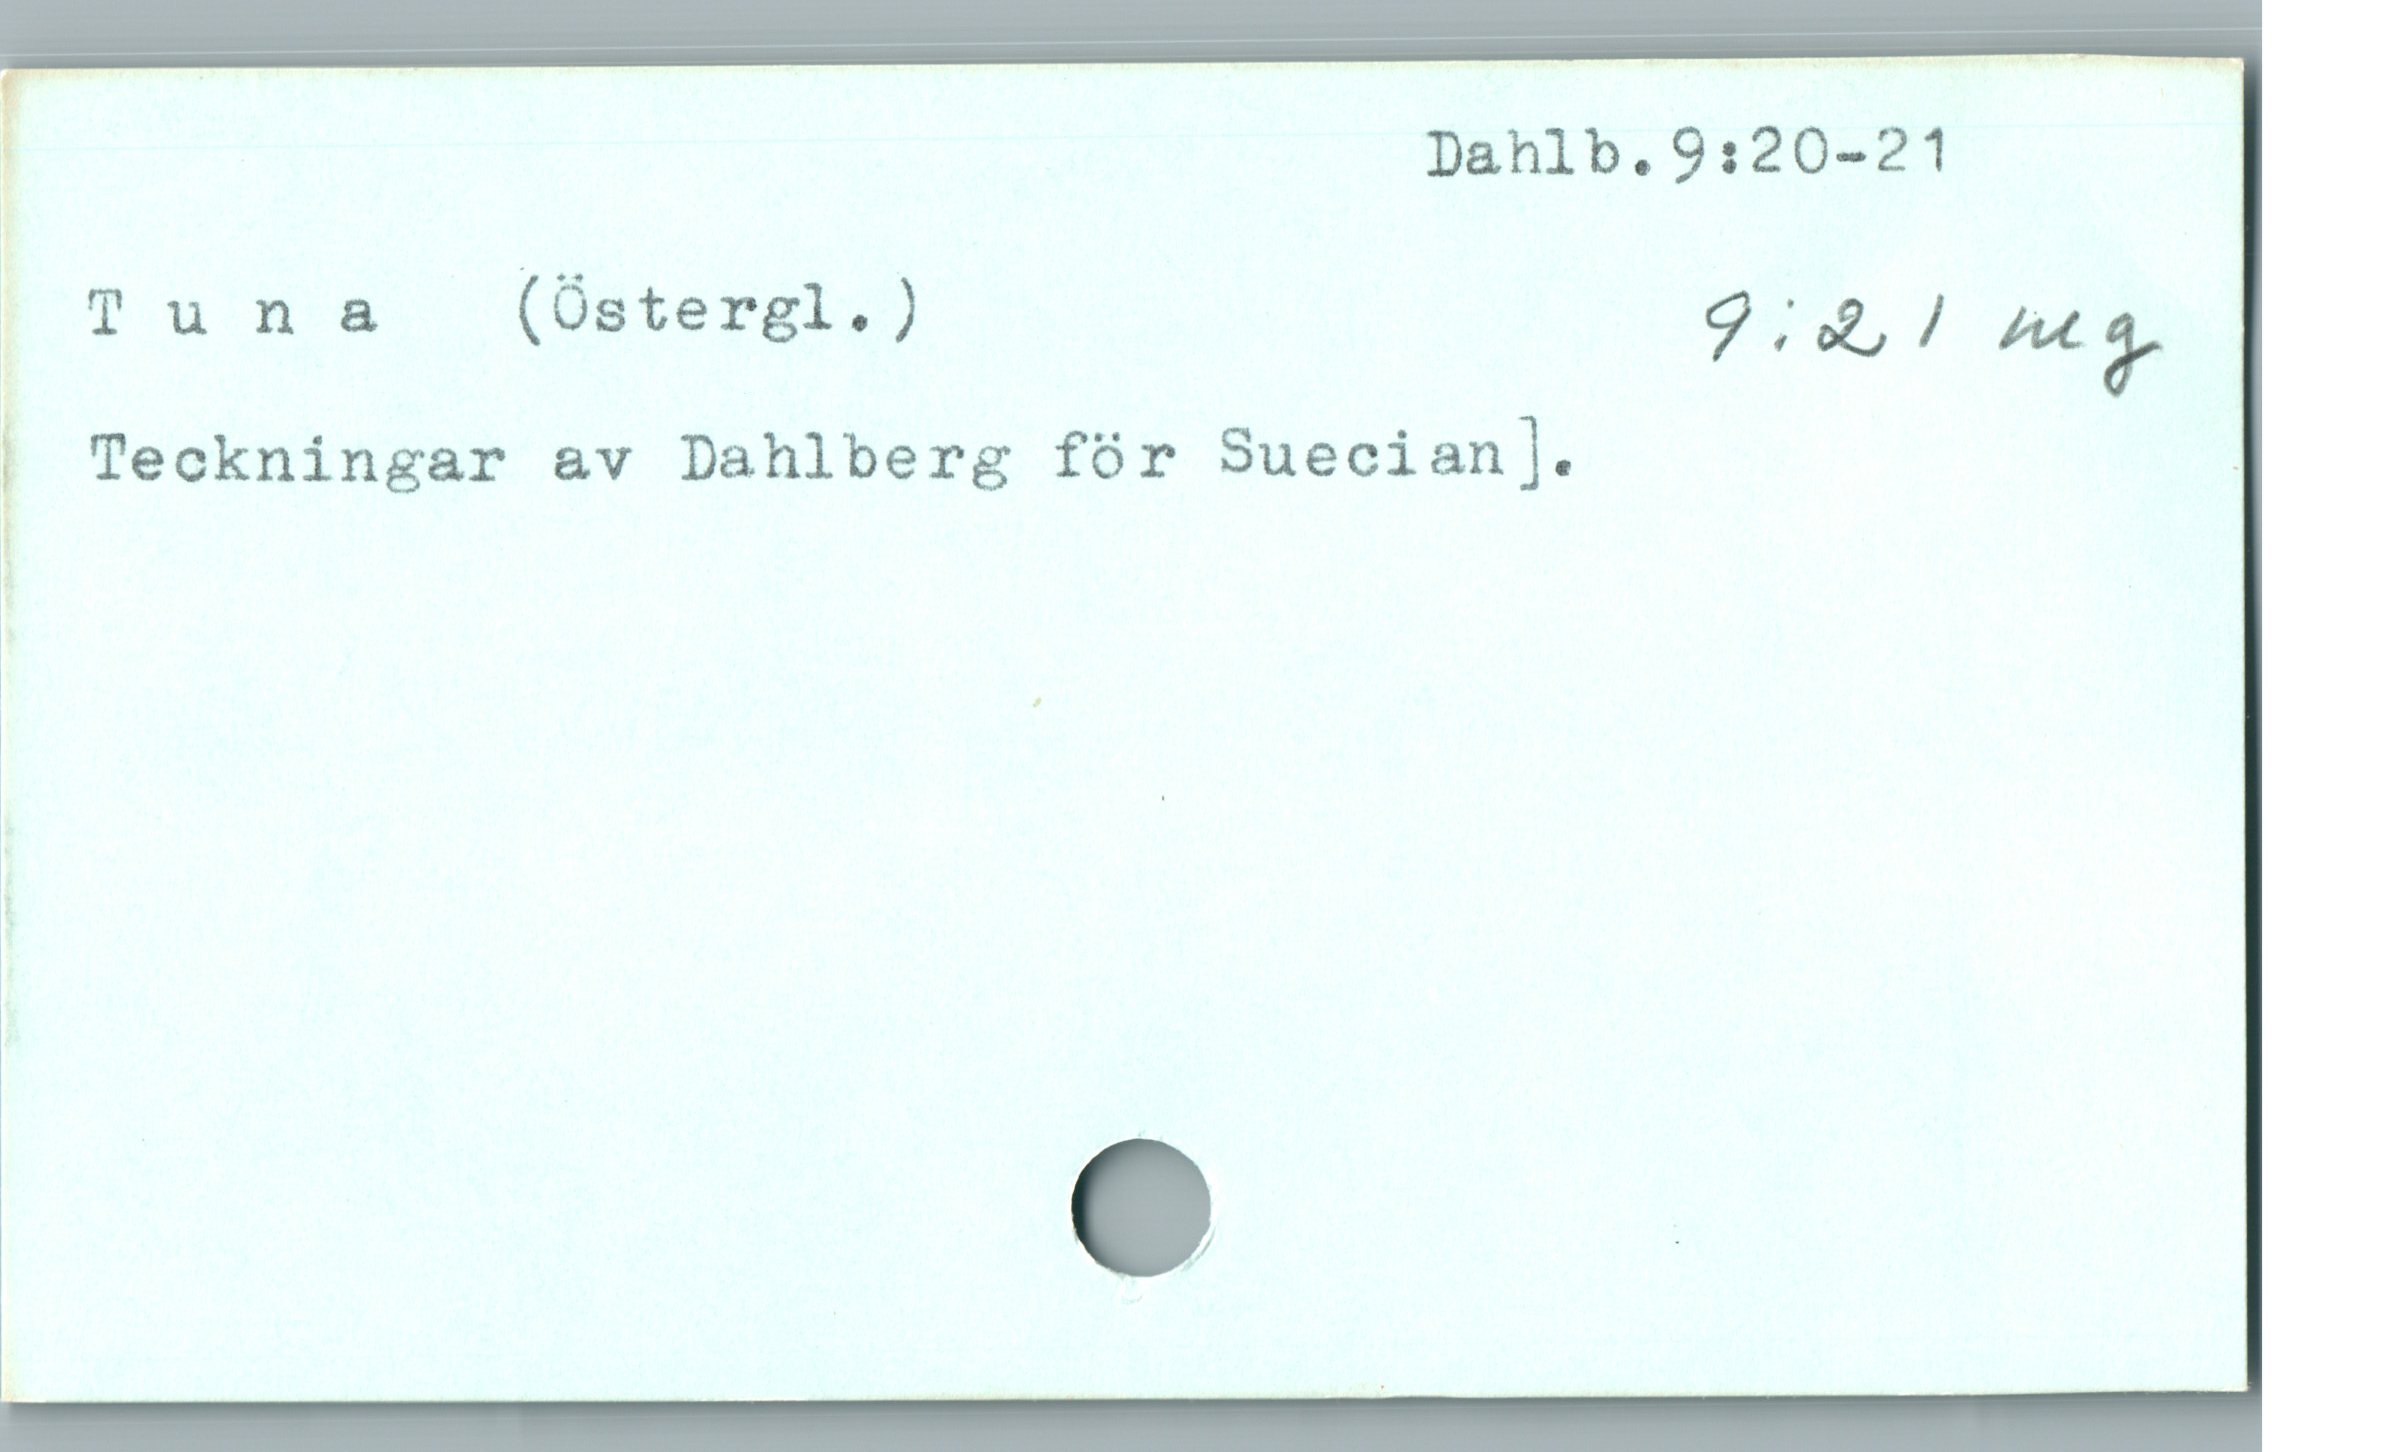 Dahlb.9:20-21
T u n a (Östergl.)
9:21 neg
Teckningar av Dahlberg för Suecian].